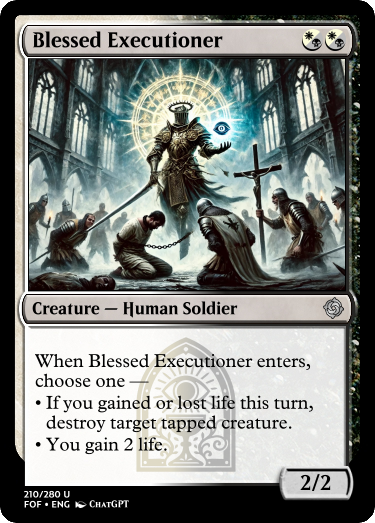 Blessed Executioner
Creature — Human Soldier
When Blessed Executioner enters,
choose one —
• If you gained or lost life this turn,
destroy target tapped creature.
• You gain 2 life.
2/2
210/280 U
FOF • ENG ChatGPT